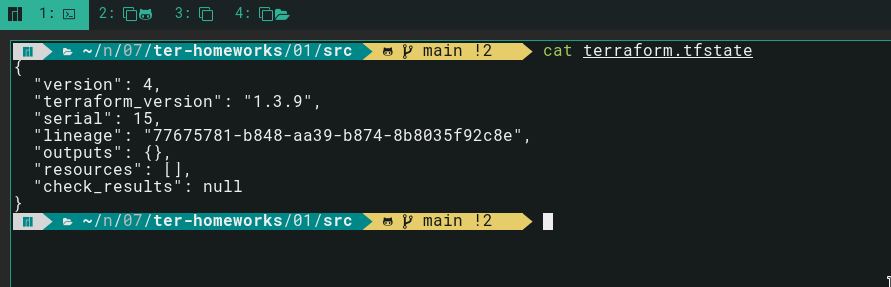 1: 2: 3: 4:
~/n/07/ter-homeworks/01/src main !2 cat terraform.tfstate
{
  "version": 4,
  "terraform_version": "1.3.9",
  "serial": 15,
  "lineage": "77675781-b848-aa39-b874-8b8035f92c8e",
  "outputs": {},
  "resources": [],
  "check_results": null
}
~/n/07/ter-homeworks/01/src main !2